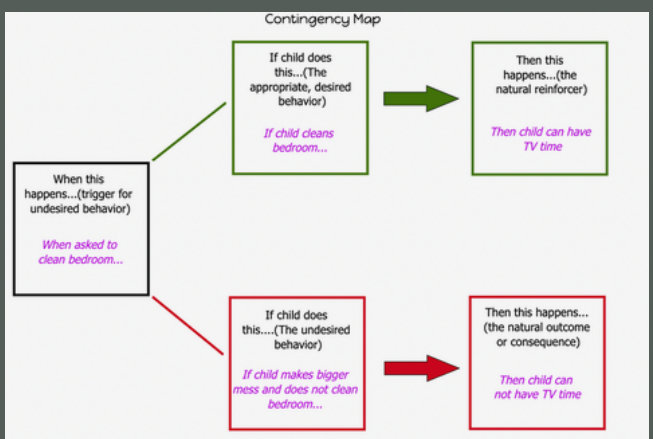 Contingency Map
When this
happens...(trigger for
undesired behavior)
When asked to
clean bedroom...
If child does
this...(The
appropriate, desired
behavior)
If child cleans
bedroom...
Then this
happens...(the
natural reinforcer)
Then child can have
TV time
If child does
this....(The undesired
behavior)
If child makes bigger
mess and does not clean
bedroom...
Then this happens...
(the natural outcome
or consequence)
Then child can
not have TV time